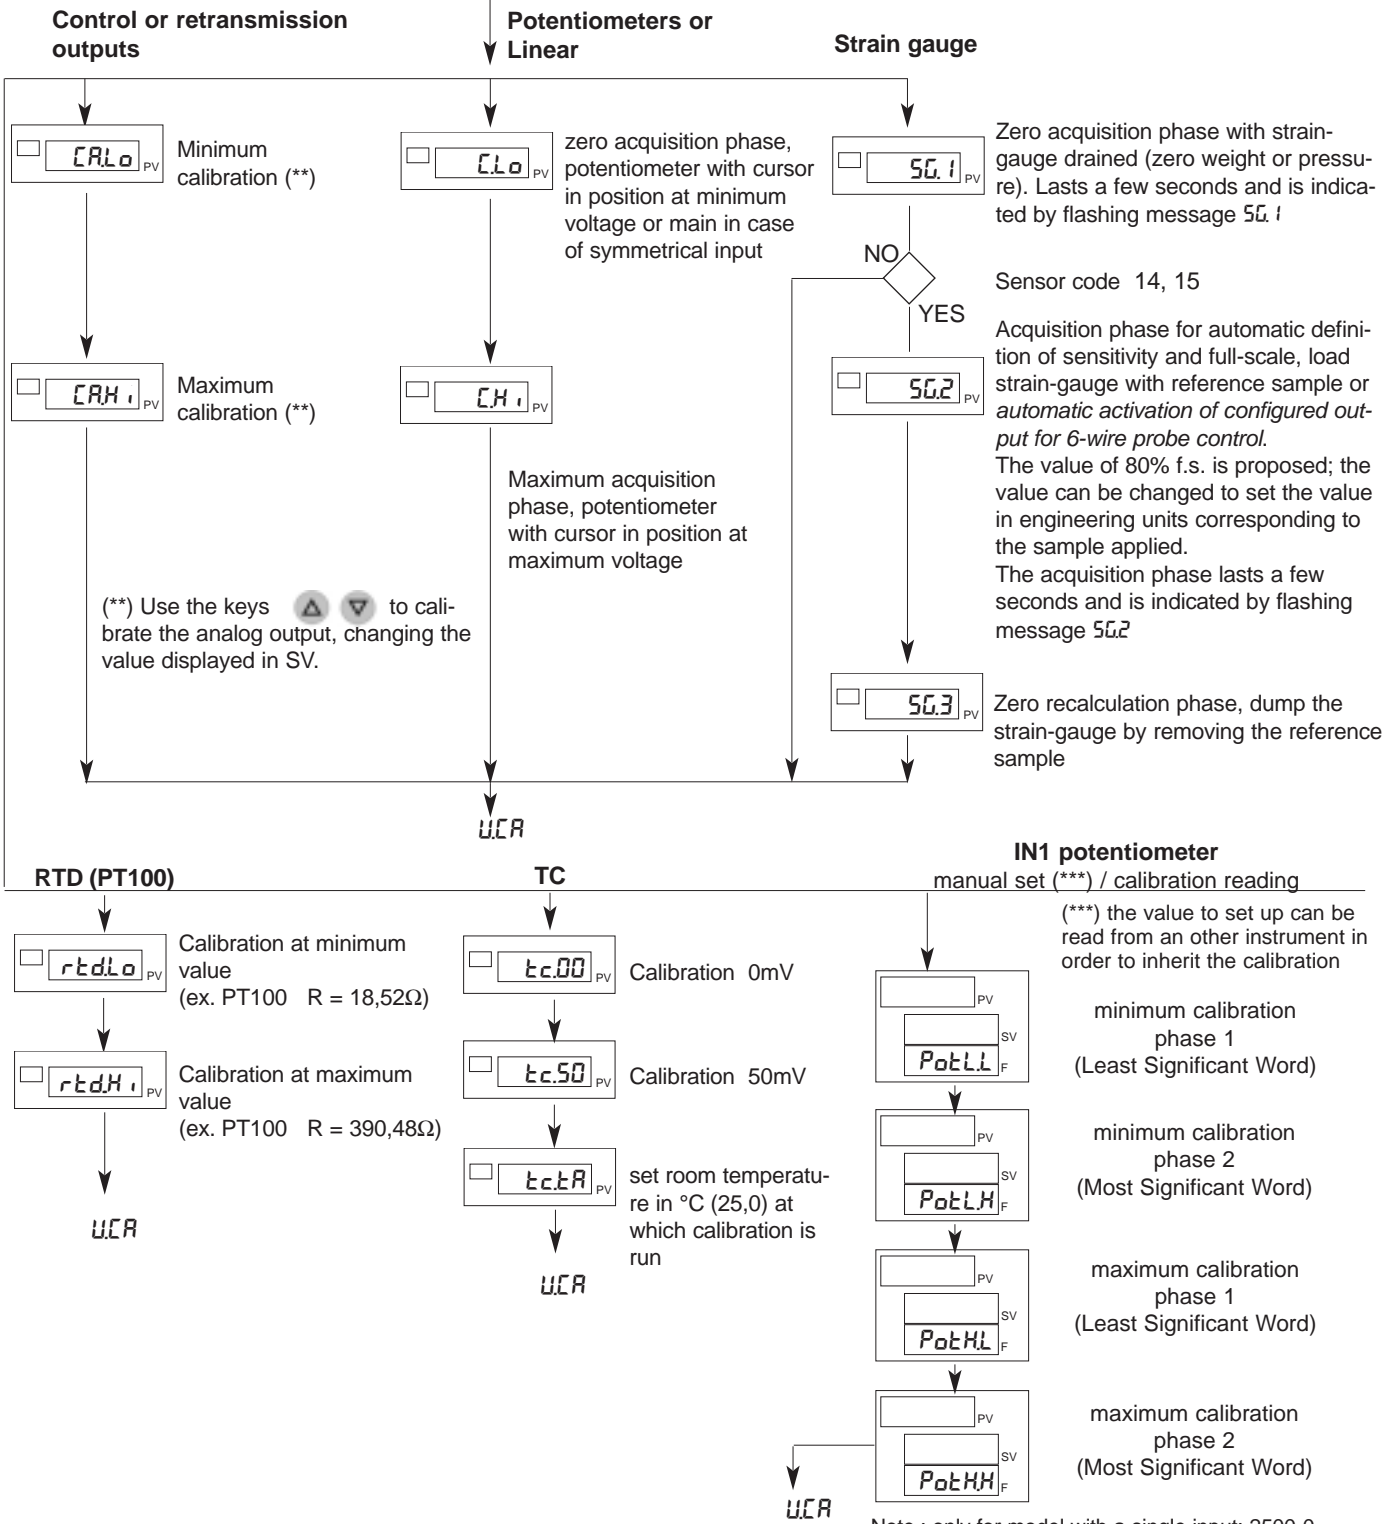 Control or retransmission
outputs
Potentiometers or
Linear
Strain gauge
CA.Lo PV
Minimum
calibration (**)
C.Lo PV
zero acquisition phase,
potentiometer with cursor
in position at minimum
voltage or main in case
of symmetrical input
SG.1 PV
Zero acquisition phase with strain-
gauge drained (zero weight or pressu-
re). Lasts a few seconds and is indica-
ted by flashing message SG.1
NO
Sensor code 14, 15
YES
CA.Hi PV
Maximum
calibration (**)
C.Hi PV
SG.2 PV
Acquisition phase for automatic defini-
tion of sensitivity and full-scale, load
strain-gauge with reference sample or
automatic activation of configured out-
put for 6-wire probe control.
The value of 80% f.s. is proposed; the
value can be changed to set the value
in engineering units corresponding to
the sample applied.
The acquisition phase lasts a few
seconds and is indicated by flashing
message SG.2
Maximum acquisition
phase, potentiometer
with cursor in position at
maximum voltage
(**) Use the keys to cali-
brate the analog output, changing the
value displayed in SV.
SG.3 PV
Zero recalculation phase, dump the
strain-gauge by removing the reference
sample
U.CA
RTD (PT100)
TC
IN1 potentiometer
manual set (***) / calibration reading
(***) the value to set up can be
read from an other instrument in
order to inherit the calibration
rtd.Lo PV
Calibration at minimum
value
(ex. PT100 R = 18,52Ω)
rtd.Hi PV
Calibration at maximum
value
(ex. PT100 R = 390,48Ω)
U.CA
tc.00 PV
Calibration 0mV
tc.50 PV
Calibration 50mV
tc.tA PV
set room temperatu-
re in °C (25,0) at
which calibration is
run
U.CA
PV
SV
Pot.L.L F
minimum calibration
phase 1
(Least Significant Word)
PV
SV
Pot.L.H F
minimum calibration
phase 2
(Most Significant Word)
PV
SV
Pot.H.L F
maximum calibration
phase 1
(Least Significant Word)
PV
SV
Pot.H.H F
maximum calibration
phase 2
(Most Significant Word)
U.CA
Note : only for model with a single input: 2500-0